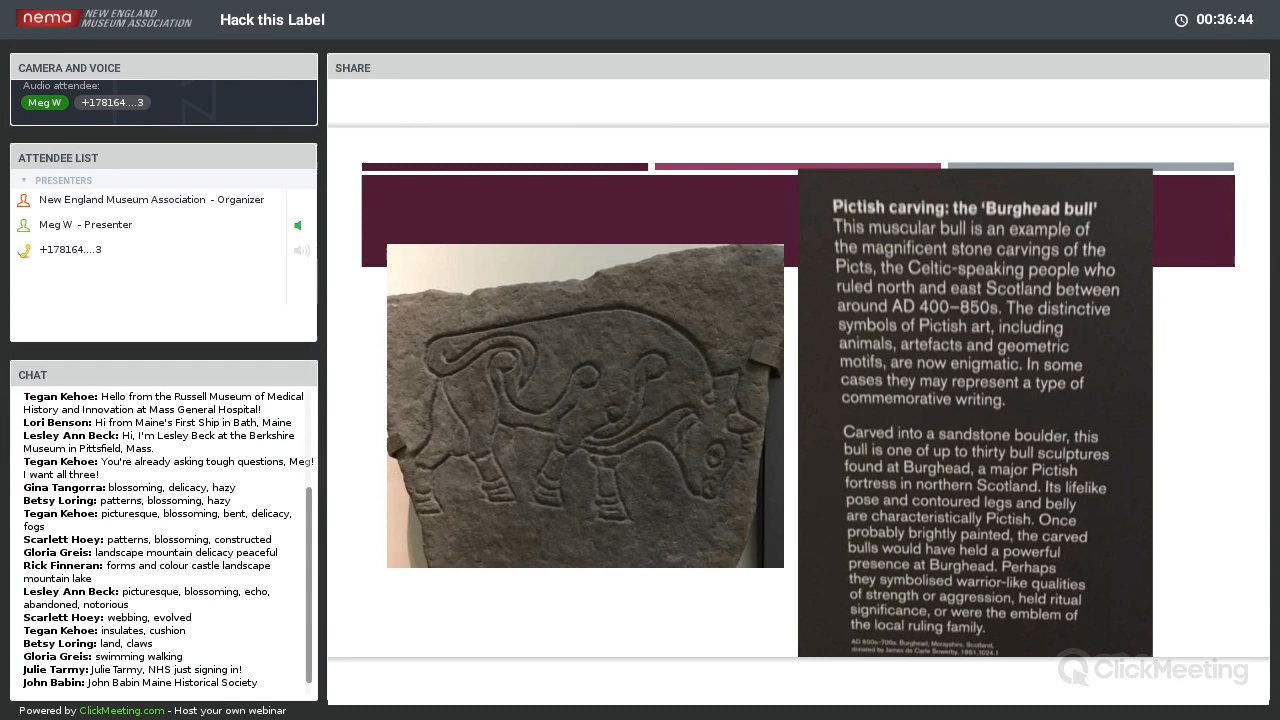 nema NEW ENGLAND
MUSEUM ASSOCIATION
Hack this Label
00:36:44
CAMERA AND VOICE
Audio attendee:
Meg W +178164....3
ATTENDEE LIST
PRESENTERS
New England Museum Association - Organizer
Meg W - Presenter
+178164....3
CHAT
Tegan Kehoe: Hello from the Russell Museum of Medical
History and Innovation at Mass General Hospital!
Lori Benson: Hi from Maine's First Ship in Bath, Maine
Lesley Ann Beck: Hi, I'm Lesley Beck at the Berkshire
Museum in Pittsfield, Mass.
Tegan Kehoe: You're already asking tough questions, Meg!
I want all three!
Gina Tangorra: blossoming, delicacy, hazy
Betsy Loring: patterns, blossoming, hazy
Tegan Kehoe: picturesque, blossoming, bent, delicacy,
fogs
Scarlett Hoey: patterns, blossoming, constructed
Gloria Greis: landscape mountain delicacy peaceful
Rick Finneran: forms and colour castle landscape
mountain lake
Lesley Ann Beck: picturesque, blossoming, echo,
abandoned, notorious
Scarlett Hoey: webbing, evolved
Tegan Kehoe: insulates, cushion
Betsy Loring: land, claws
Gloria Greis: swimming walking
Julie Tarmy: Julie Tarmy, NHS just signing in!
John Babin: John Babin Maine Historical Society
Powered by ClickMeeting.com - Host your own webinar
SHARE
Pictish carving: the ‘Burghead bull’
This muscular bull is an example of
the magnificent stone carvings of the
Picts, the Celtic-speaking people who
ruled north and east Scotland between
around AD 400–850s. The distinctive
symbols of Pictish art, including
animals, artefacts and geometric
motifs, are now enigmatic. In some
cases they may represent a type of
commemorative writing.
Carved into a sandstone boulder, this
bull is one of up to thirty bull sculptures
found at Burghead, a major Pictish
fortress in northern Scotland. Its lifelike
pose and contoured legs and belly
are characteristically Pictish. Once
probably brightly painted, the carved
bulls would have held a powerful
presence at Burghead. Perhaps
they symbolised warrior-like qualities
of strength or aggression, held ritual
significance, or were the emblem of
the local ruling family.
AD 600s–700s. Burghead, Morayshire, Scotland,
donated by James de Carle Sowerby, 1861,1024.1
ClickMeeting